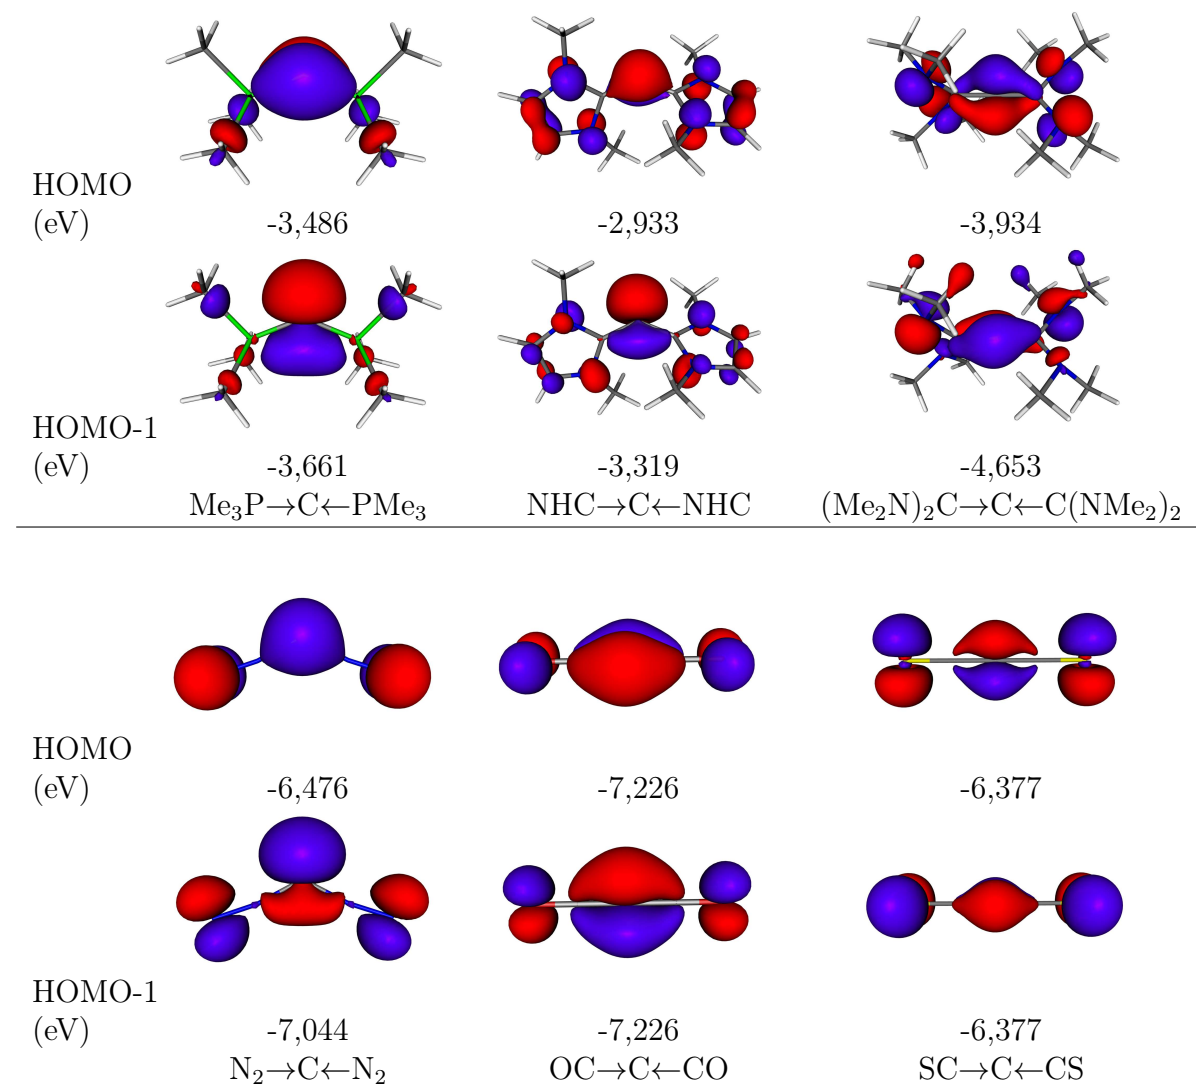 HOMO
(eV) -3,486 -2,933 -3,934
HOMO-1
(eV) -3,661 -3,319 -4,653
Me₃P→C←PMe₃ NHC→C←NHC (Me₂N)₂C→C←C(NMe₂)₂
HOMO
(eV) -6,476 -7,226 -6,377
HOMO-1
(eV) -7,044 -7,226 -6,377
N₂→C←N₂ OC→C←CO SC→C←CS